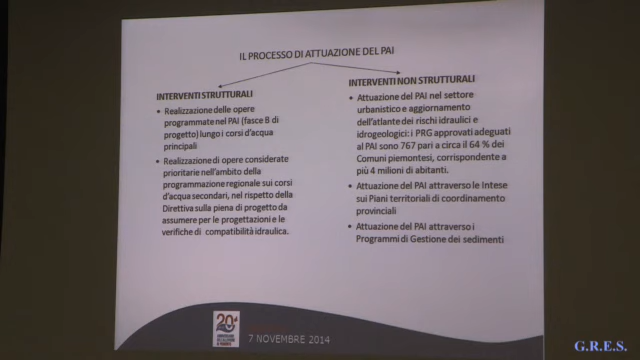 IL PROCESSO DI ATTUAZIONE DEL PAI
INTERVENTI STRUTTURALI
• Realizzazione delle opere
programmate nel PAI (fasce B di
progetto) lungo i corsi d'acqua
principali
• Realizzazione di opere considerate
prioritarie nell'ambito della
programmazione regionale sui corsi
d'acqua secondari, nel rispetto della
Direttiva sulla piena di progetto da
assumere per le progettazioni e le
verifiche di compatibilità idraulica.
INTERVENTI NON STRUTTURALI
• Attuazione del PAI nel settore
urbanistico e aggiornamento
dell'atlante dei rischi idraulici e
idrogeologici: i PRG approvati adeguati
al PAI sono 767 pari a circa il 64 % dei
Comuni piemontesi, corrispondente a
più 4 milioni di abitanti.
• Attuazione del PAI attraverso le Intese
sui Piani territoriali di coordinamento
provinciali
• Attuazione del PAI attraverso i
Programmi di Gestione dei sedimenti
20°
7 NOVEMBRE 2014
G.R.E.S.